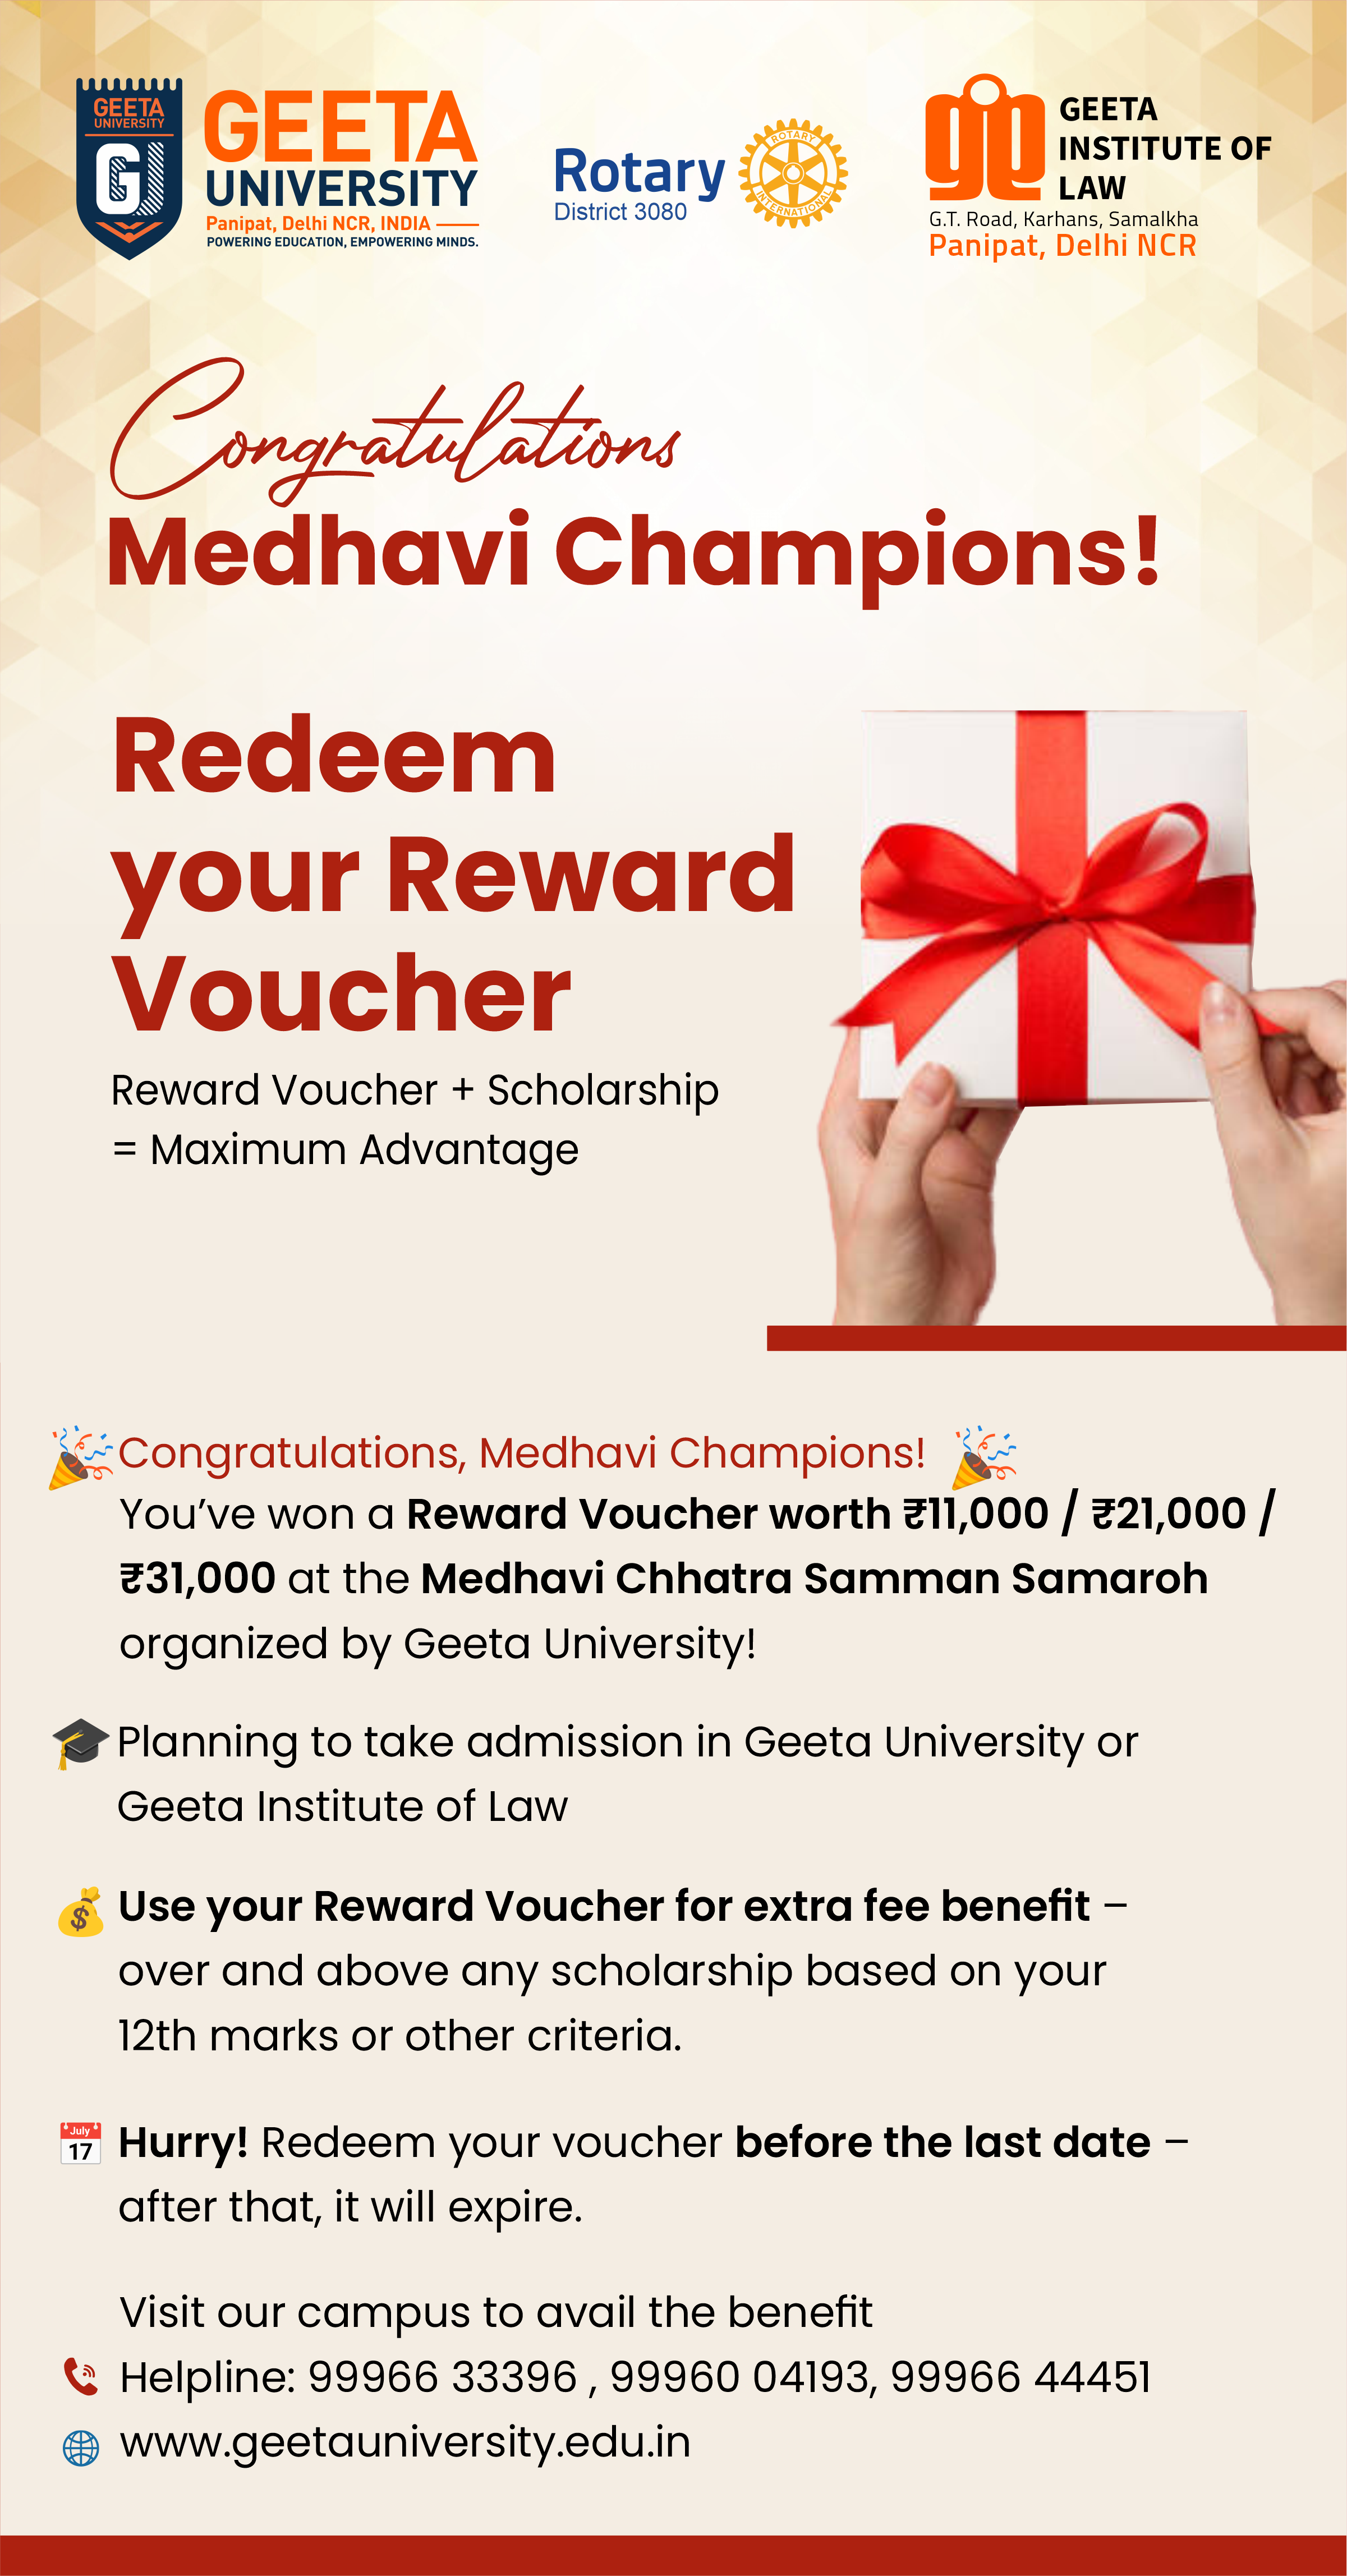 GEETA
UNIVERSITY
GU
GEETA
UNIVERSITY
Panipat, Delhi NCR, INDIA
POWERING EDUCATION, EMPOWERING MINDS.
Rotary
District 3080
ROTARY
INTERNATIONAL
GEETA
INSTITUTE OF
LAW
G.T. Road, Karhans, Samalkha
Panipat, Delhi NCR
Congratulations
Medhavi Champions!
Redeem
your Reward
Voucher
Reward Voucher + Scholarship
= Maximum Advantage
🎉Congratulations, Medhavi Champions! 🎉
You’ve won a Reward Voucher worth ₹11,000 / ₹21,000 /
₹31,000 at the Medhavi Chhatra Samman Samaroh
organized by Geeta University!
🎓Planning to take admission in Geeta University or
Geeta Institute of Law
💰Use your Reward Voucher for extra fee benefit –
over and above any scholarship based on your
12th marks or other criteria.
July
17
Hurry! Redeem your voucher before the last date –
after that, it will expire.
Visit our campus to avail the benefit
Helpline: 99966 33396 , 99960 04193, 99966 44451
www.geetauniversity.edu.in